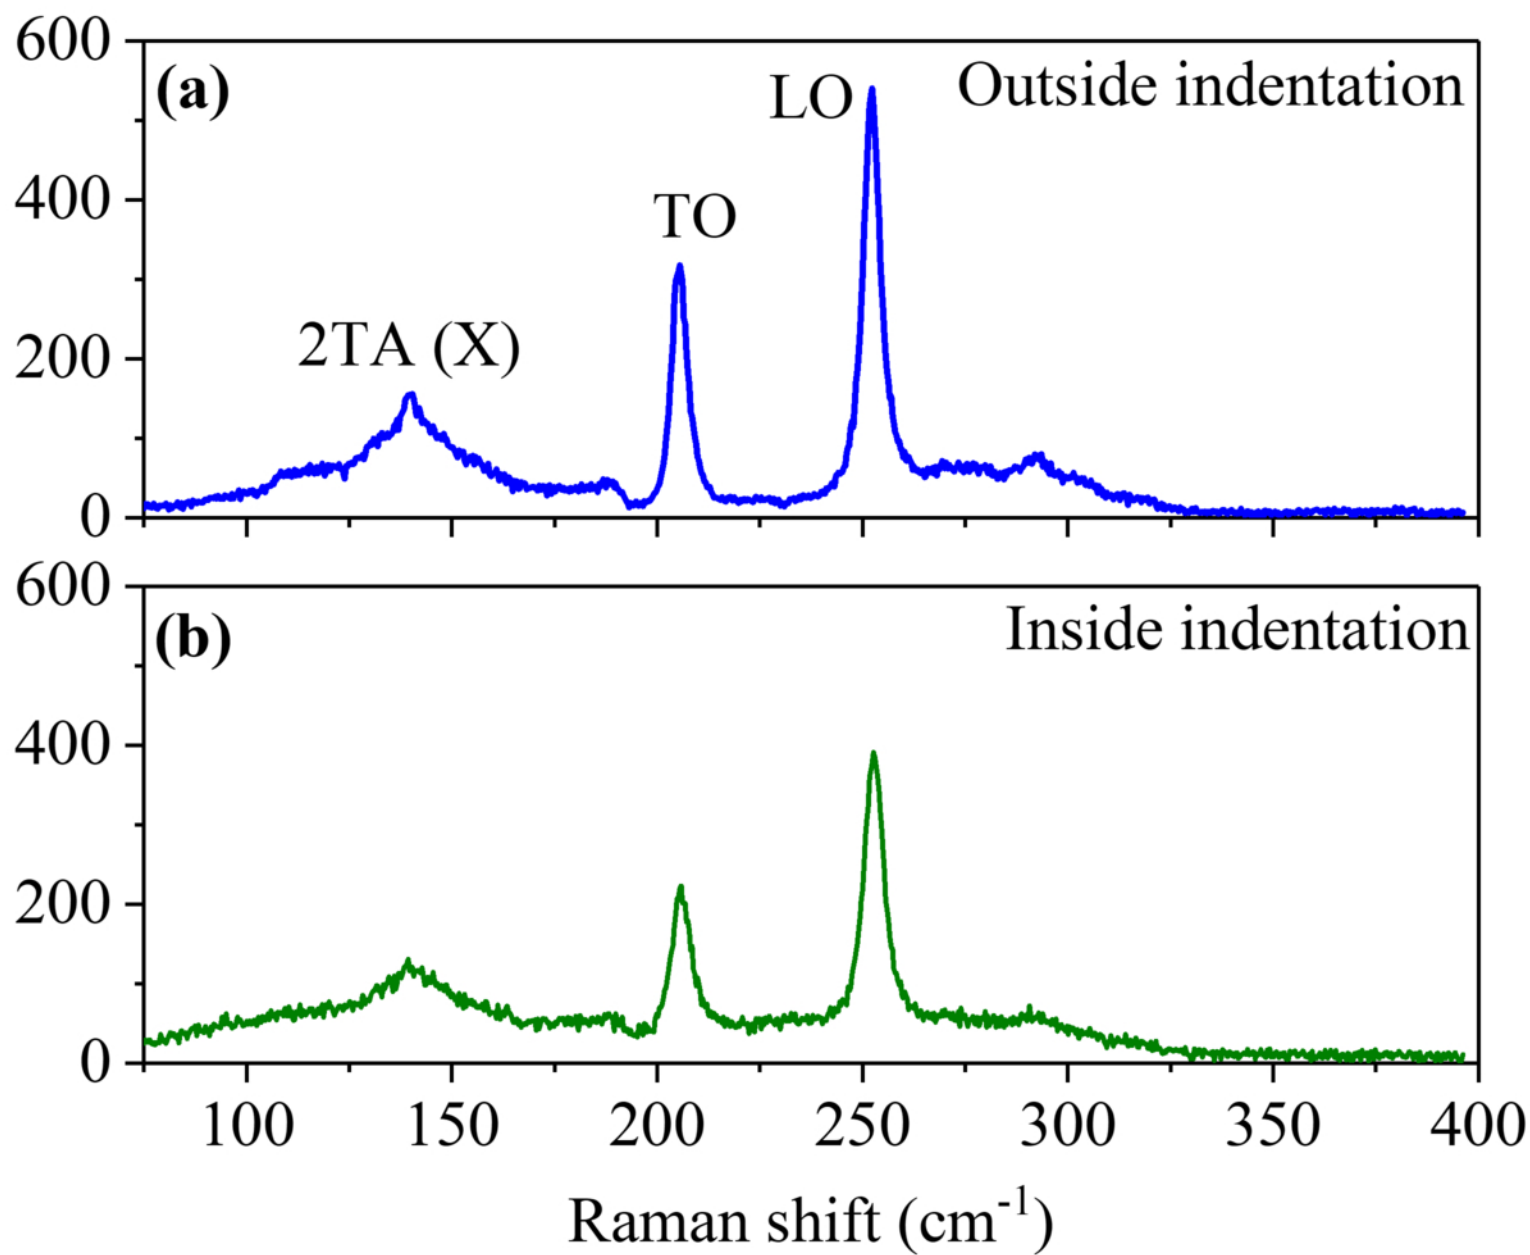 600
(a)
LO
Outside indentation
400
TO
200
2TA (X)
0
600
(b)
Inside indentation
400
200
0
100 150 200 250 300 350 400
Raman shift (cm⁻¹)